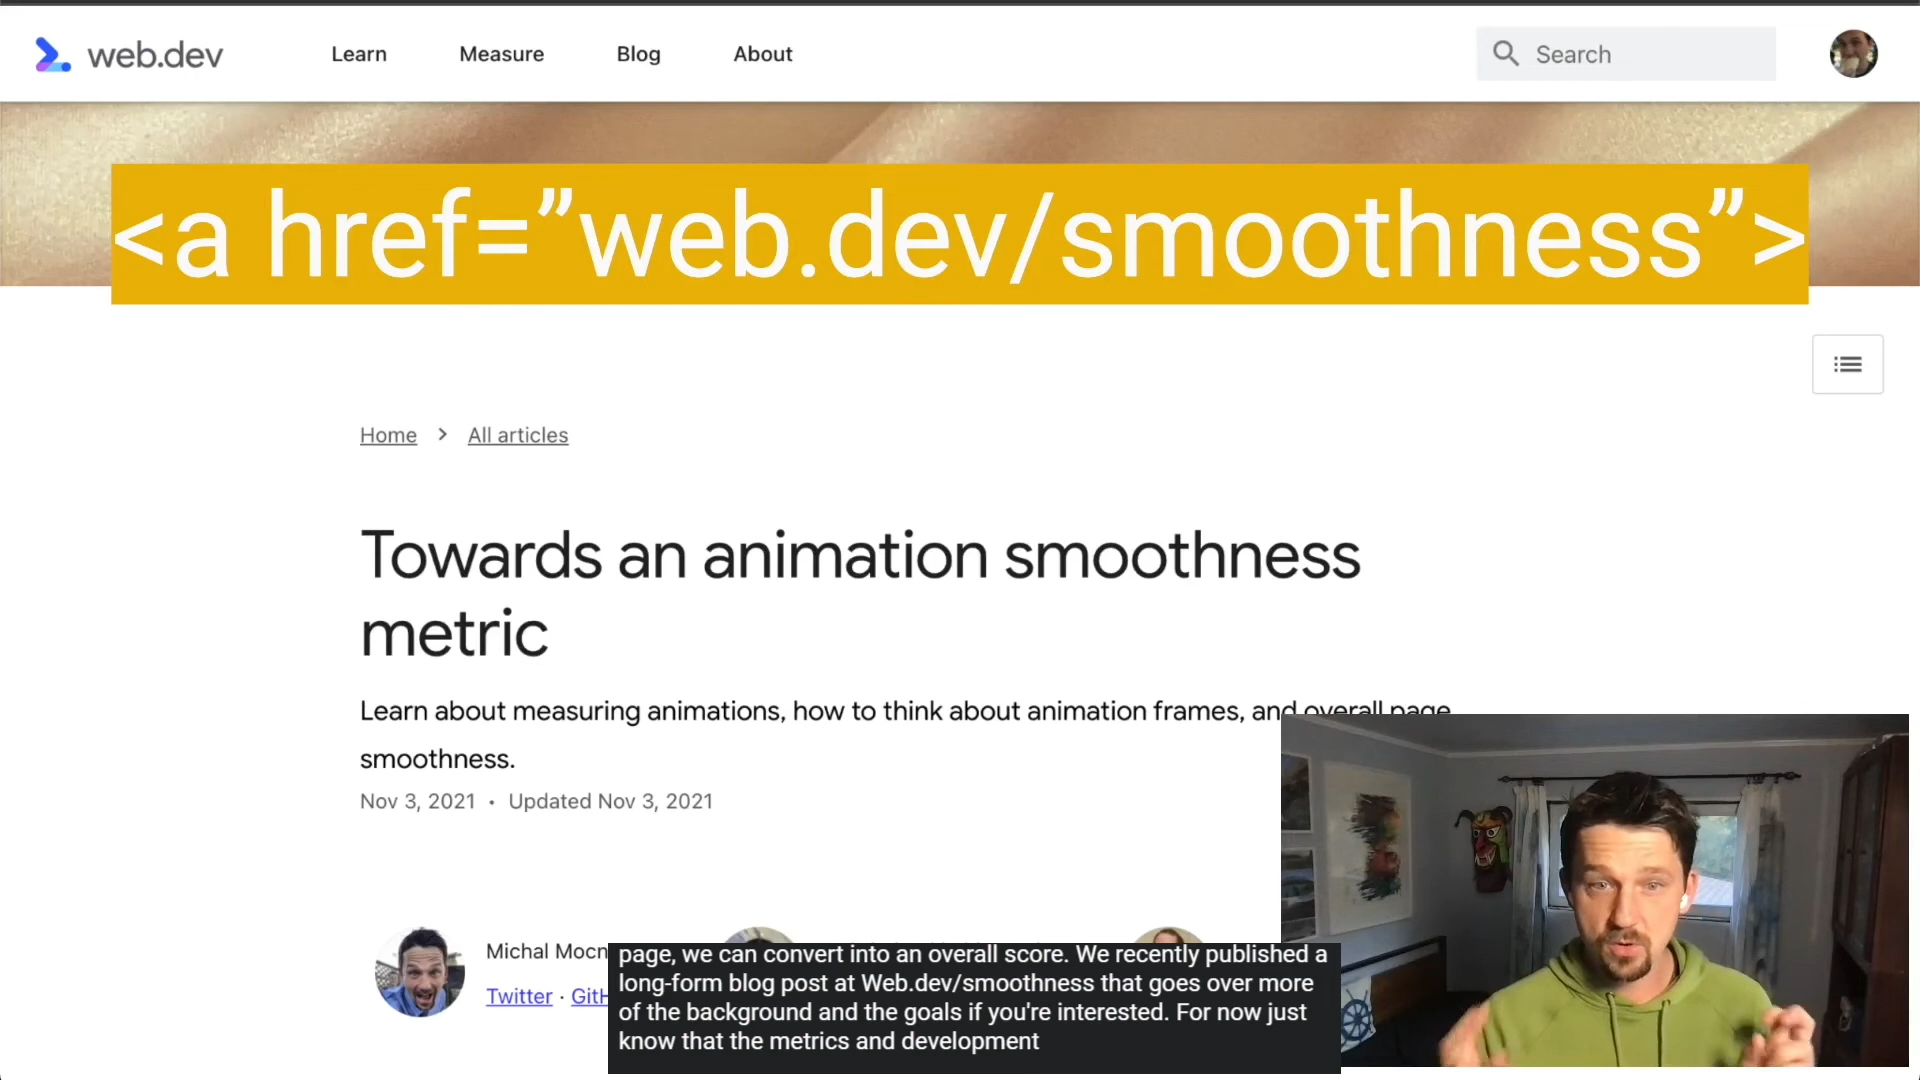 web.dev
Learn
Measure
Blog
About
Search
<a href=”web.dev/smoothness”>
Home
All articles
Towards an animation smoothness
metric
Learn about measuring animations, how to think about animation frames, and overall page
smoothness.
Nov 3, 2021 • Updated Nov 3, 2021
Michal Mocn
Twitter · Git
page, we can convert into an overall score. We recently published a
long-form blog post at Web.dev/smoothness that goes over more
of the background and the goals if you're interested. For now just
know that the metrics and development